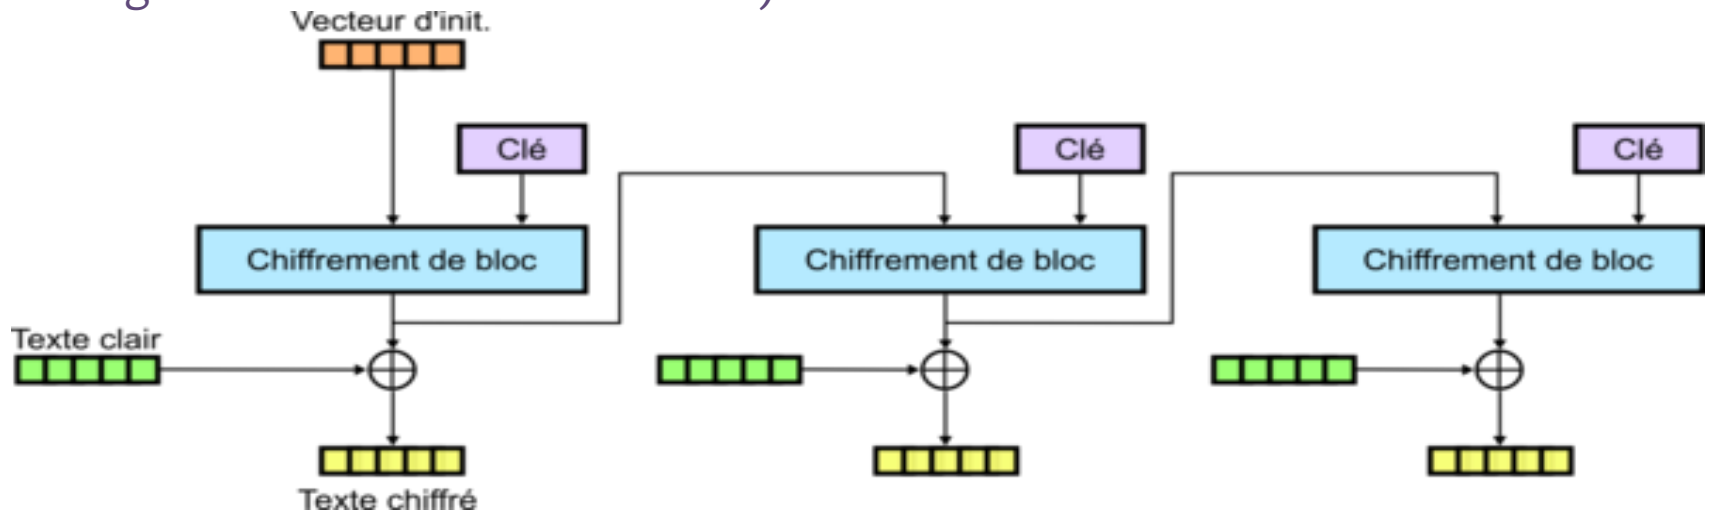 Vecteur d'init.
Clé
Clé
Clé
Chiffrement de bloc
Chiffrement de bloc
Chiffrement de bloc
Texte clair
Texte chiffré